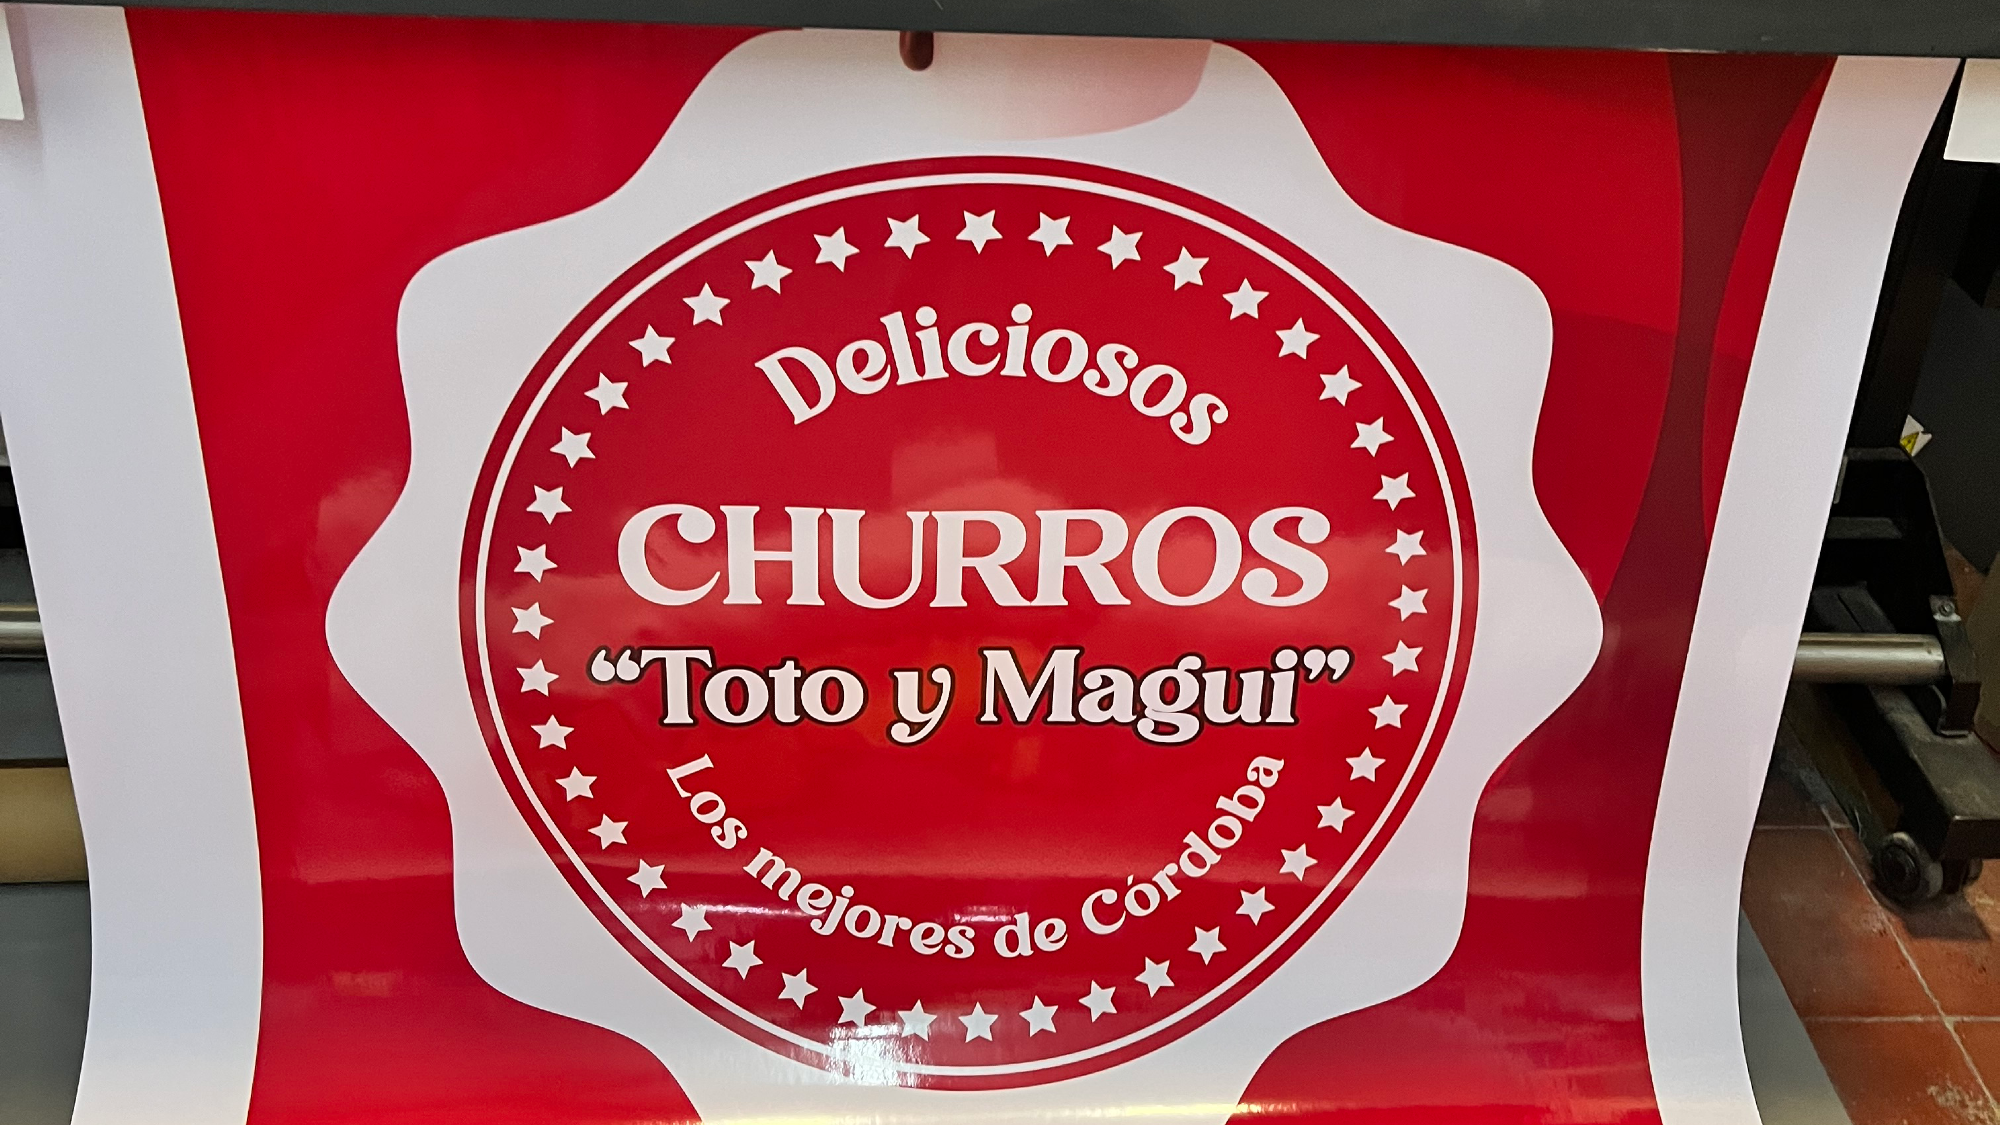 Deliciosos
CHURROS
“Toto y Magui”
Los mejores de Córdoba